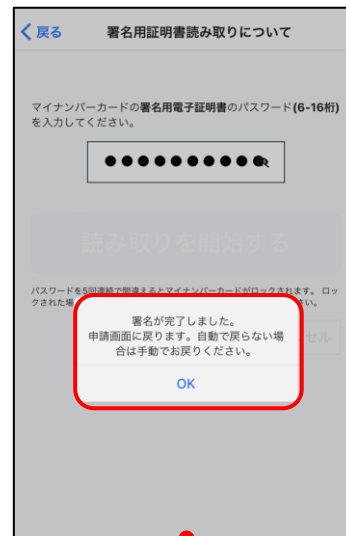 戻る 署名用証明書読み取りについて
マイナンバーカードの署名用電子証明書のパスワード(6-16桁)
を入力してください。
読み取りを開始する
パスワードを5回連続で間違えるとマイナンバーカードがロックされます。 ロッ
クされた場
さい。
セル
署名が完了しました。
申請画面に戻ります。自動で戻らない場
合は手動でお戻りください。
OK